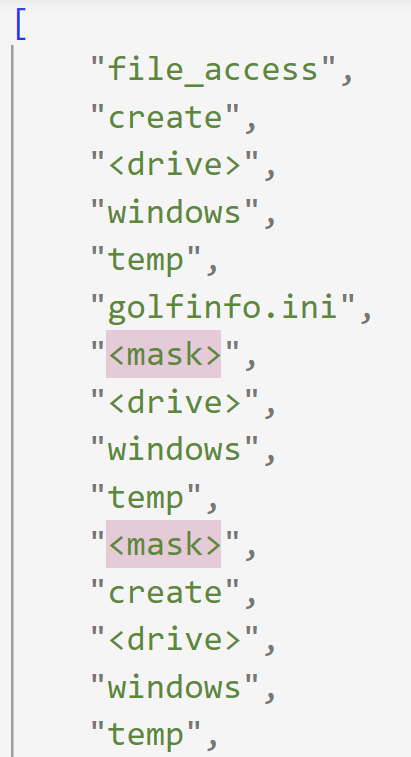 [
"file_access",
"create",
"<drive>",
"windows",
"temp",
"golfinfo.ini",
"<mask>",
"<drive>",
"windows",
"temp",
"<mask>",
"create",
"<drive>",
"windows",
"temp",